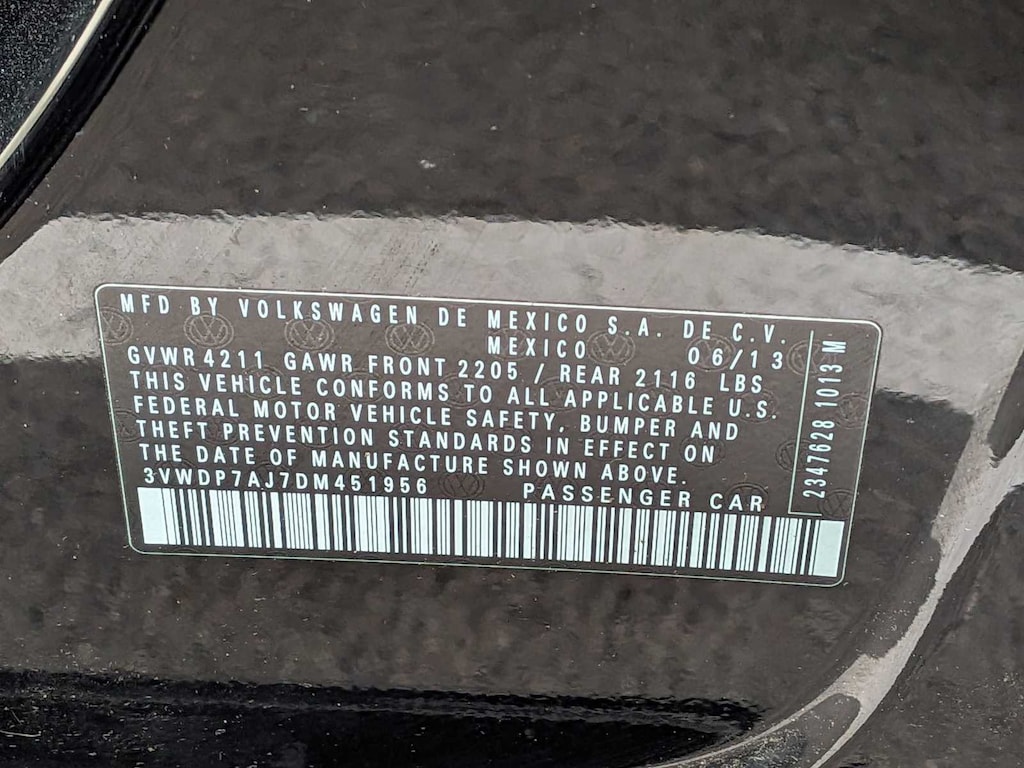 MFD BY VOLKSWAGEN DE MEXICO S.A. DE C.V.
MEXICO 06/13
GVWR 4211 GAWR FRONT 2205 / REAR 2116 LBS
THIS VEHICLE CONFORMS TO ALL APPLICABLE U.S.
FEDERAL MOTOR VEHICLE SAFETY, BUMPER AND
THEFT PREVENTION STANDARDS IN EFFECT ON
THE DATE OF MANUFACTURE SHOWN ABOVE.
3VWDP7AJ7DM451956 PASSENGER CAR
2347628 1013 M